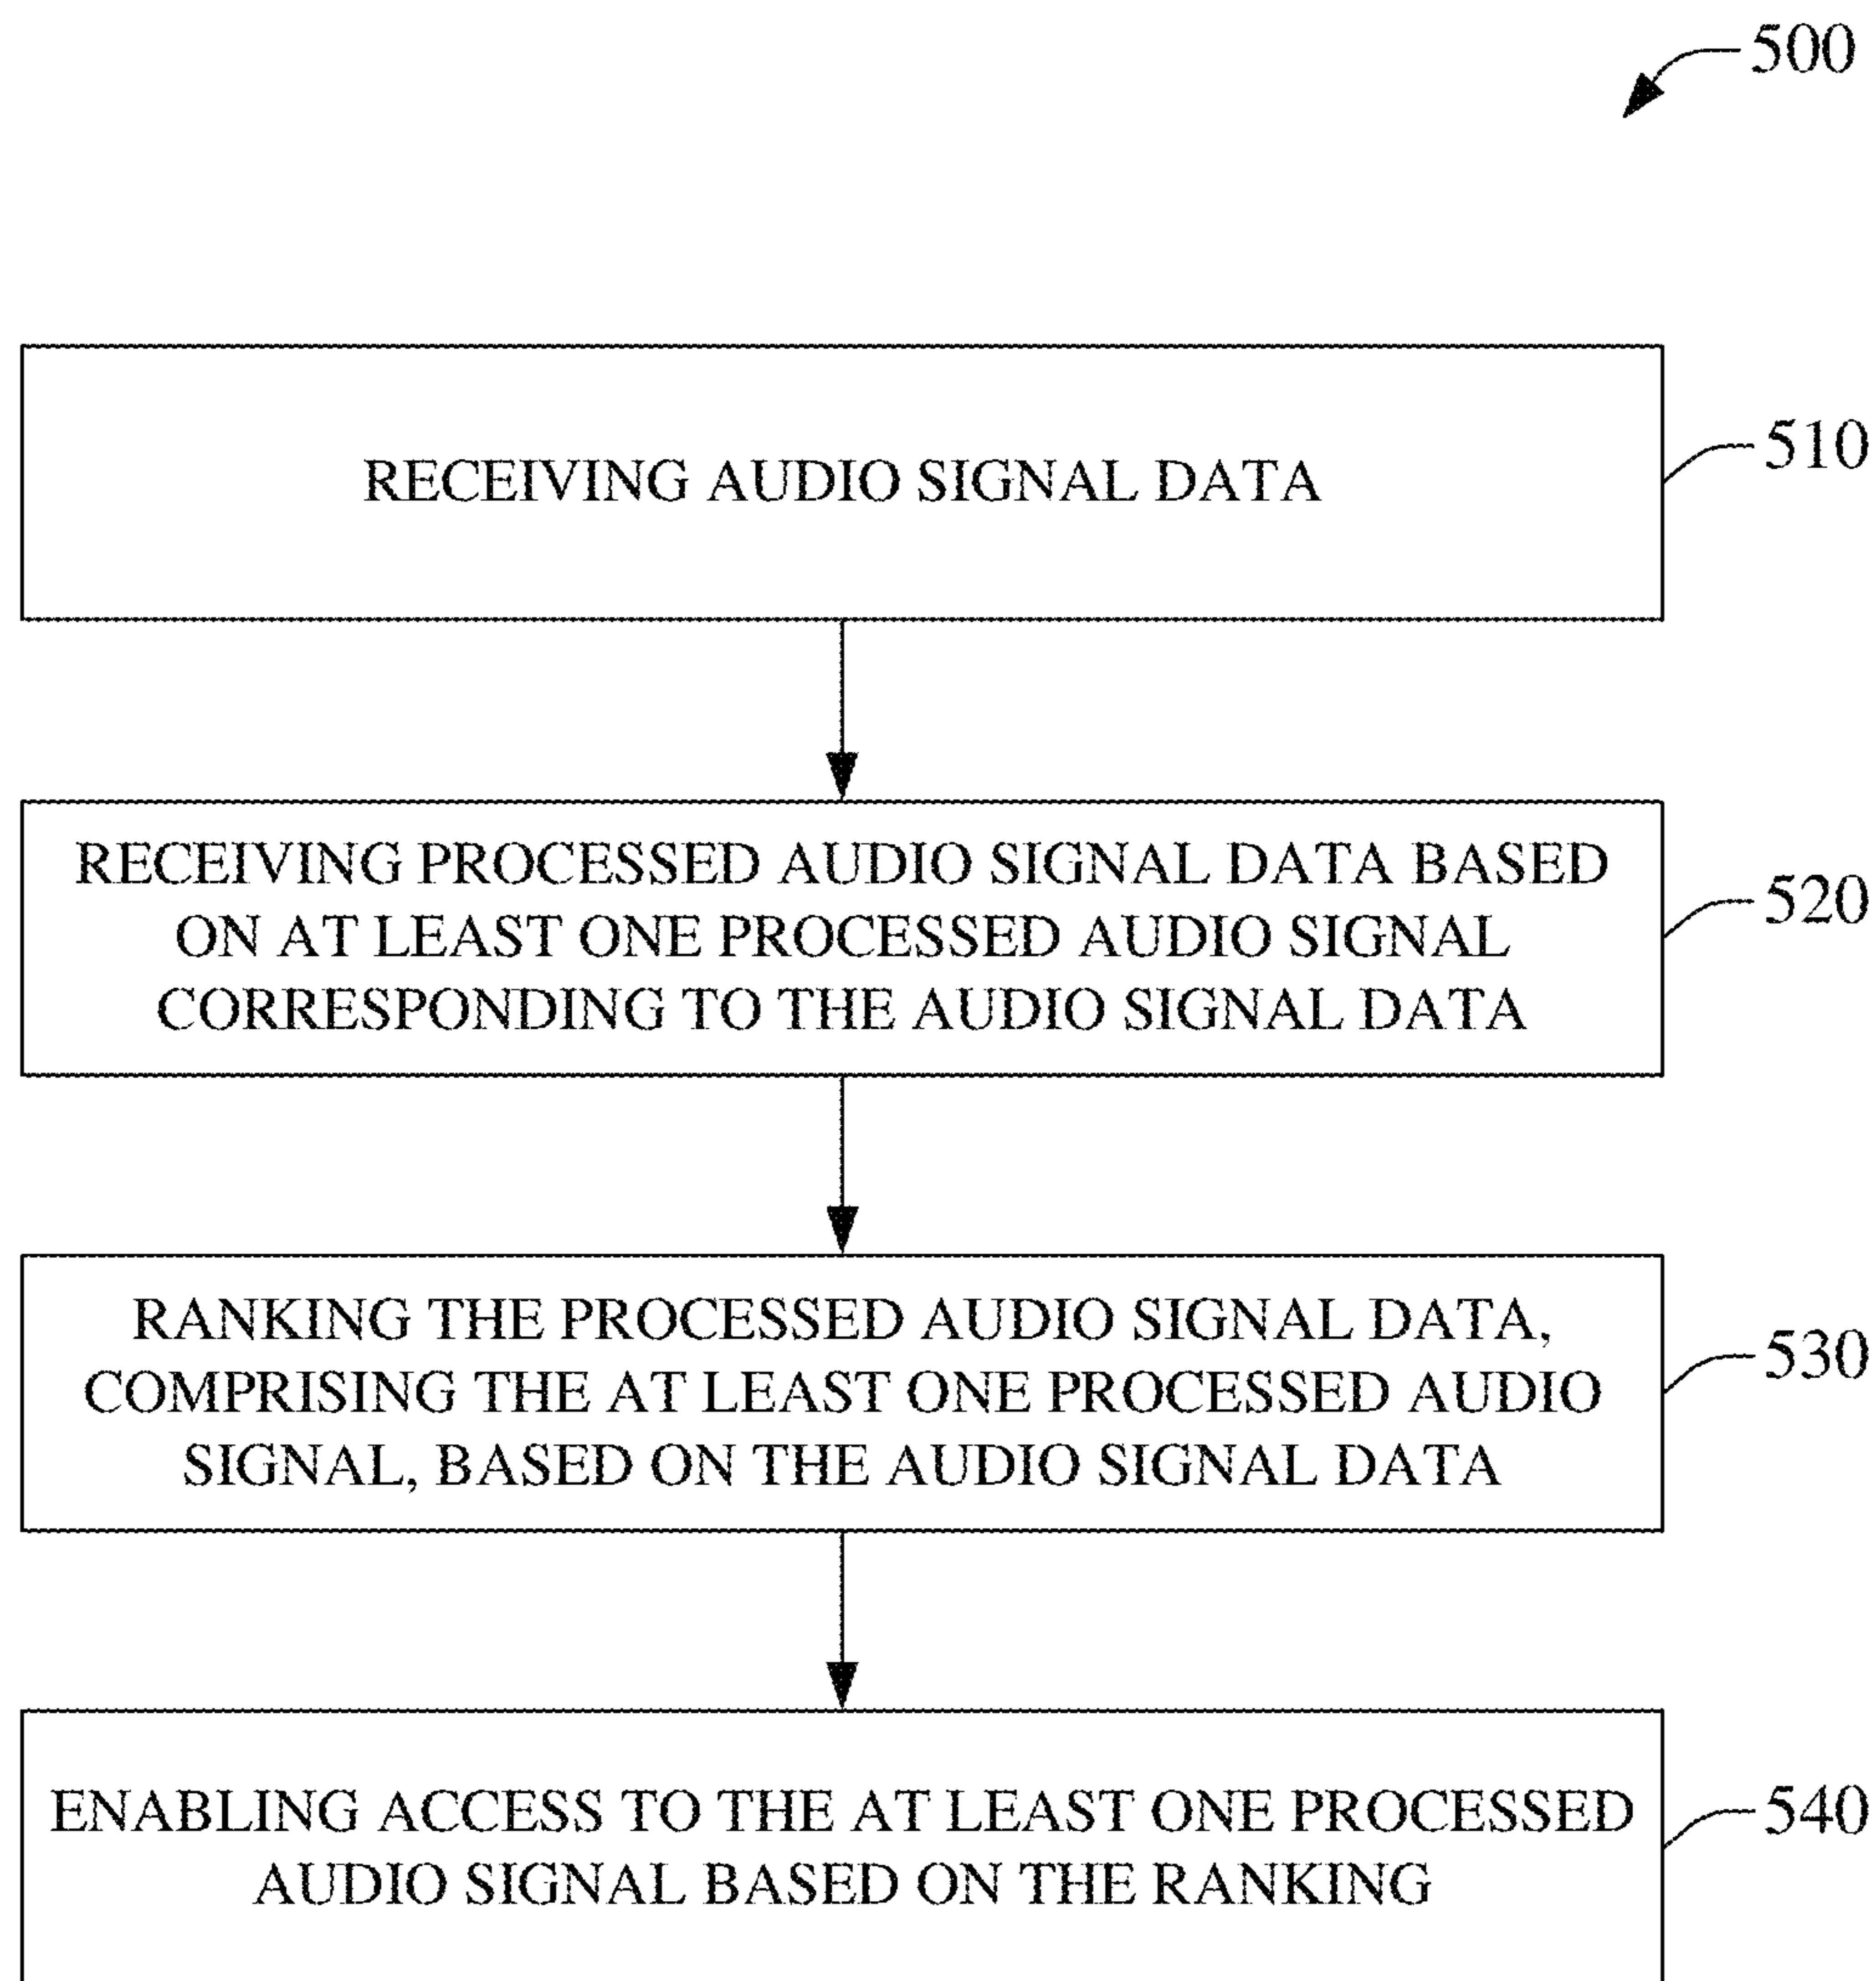 500
RECEIVING AUDIO SIGNAL DATA
510
RECEIVING PROCESSED AUDIO SIGNAL DATA BASED
ON AT LEAST ONE PROCESSED AUDIO SIGNAL
CORRESPONDING TO THE AUDIO SIGNAL DATA
520
RANKING THE PROCESSED AUDIO SIGNAL DATA,
COMPRISING THE AT LEAST ONE PROCESSED AUDIO
SIGNAL, BASED ON THE AUDIO SIGNAL DATA
530
ENABLING ACCESS TO THE AT LEAST ONE PROCESSED
AUDIO SIGNAL BASED ON THE RANKING
540